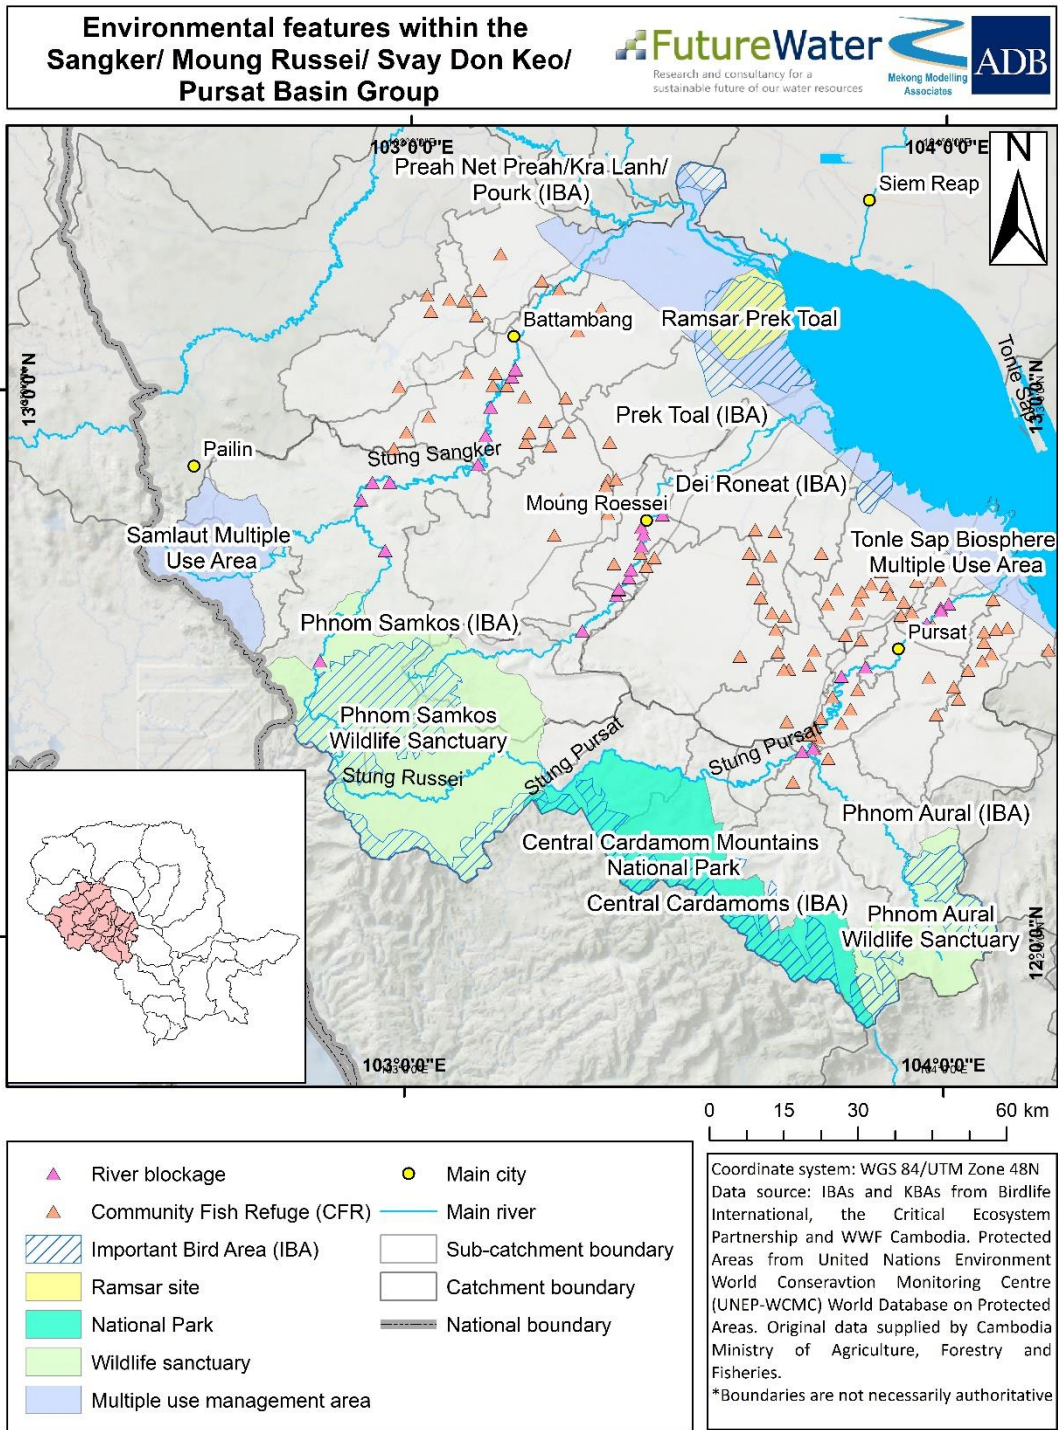 Environmental features within the
Sangker/ Moung Russei/ Svay Don Keo/
Pursat Basin Group
FutureWater
Research and consultancy for a
sustainable future of our water resources
Mekong Modelling
Associates
ADB
103°0'0"E
104°0'0"E
N
Preah Net Preah/Kra Lanh/
Pourk (IBA)
Siem Reap
Battambang
Ramsar Prek Toal
Tonle Sap
13°0'0"N
13°0'0"N
Prek Toal (IBA)
Pailin
Stung Sangker
Dei Roneat (IBA)
Moung Roessei
Samlaut Multiple
Use Area
Tonle Sap Biosphere
Multiple Use Area
Phnom Samkos (IBA)
Pursat
Phnom Samkos
Wildlife Sanctuary
Stung Pursat
Stung Pursat
Stung Russei
Phnom Aural (IBA)
Central Cardamom Mountains
National Park
Central Cardamoms (IBA)
Phnom Aural
Wildlife Sanctuary
12°0'0"N
103°0'0"E
103°0'0"E
104°0'0"E
104°0'0"E
0 15 30 60 km
River blockage
Community Fish Refuge (CFR)
Important Bird Area (IBA)
Ramsar site
National Park
Wildlife sanctuary
Multiple use management area
Main city
Main river
Sub-catchment boundary
Catchment boundary
National boundary
Coordinate system: WGS 84/UTM Zone 48N
Data source: IBAs and KBAs from Birdlife
International, the Critical Ecosystem
Partnership and WWF Cambodia. Protected
Areas from United Nations Environment
World Conseravtion Monitoring Centre
(UNEP-WCMC) World Database on Protected
Areas. Original data supplied by Cambodia
Ministry of Agriculture, Forestry and
Fisheries.
*Boundaries are not necessarily authoritative